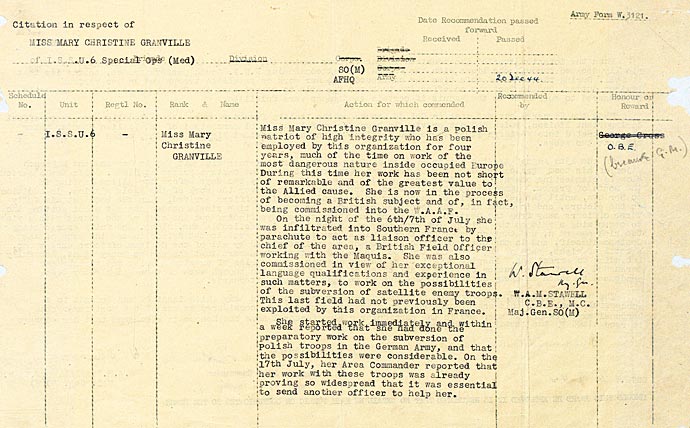 Army Form W.3121.
Citation in respect of
Date Recommendation passed
forward
MISS MARY CHRISTINE GRANVILLE
Received Passed
of I.S.S.U.6 Special Ops (Med) Division Corps Brigade
SO(M) Division
AFHQ Army 20 Dec 44.
Schedule No. Unit Regtl No. Rank & Name Action for which commended Recommended by Honour or Reward
- I.S.S.U.6 - Miss Mary
Christine
GRANVILLE
Miss Mary Christine Granville is a polish
patriot of high integrity who has been
employed by this organization for four
years, much of the time on work of the
most dangerous nature inside occupied Europe
During this time her work has been not short
of remarkable and of the greatest value to
the Allied cause. She is now in the process
of becoming a British subject and of, in fact,
being commissioned into the W.A.A.F.
On the night of the 6th/7th of July she
was infiltrated into Southern France by
parachute to act as liaison officer to the
chief of the area, a British Field Officer
working with the Maquis. She was also
commissioned in view of her exceptional
language qualifications and experience in
such matters, to work on the possibilities
of the subversion of satellite enemy troops.
This last field had not previously been
exploited by this organization in France.
She started work immediately and within
a week reported that she had done the
preparatory work on the subversion of
polish troops in the German Army, and that
the possibilities were considerable. On the
17th July, her Area Commander reported that
her work with these troops was already
proving so widespread that it was essential
to send another officer to help her.
W. Stawell
W.A.M.STAWELL
C.B.E., M.C.
Maj.Gen.SO(M)
George Cross
O.B.E.
G.M.)